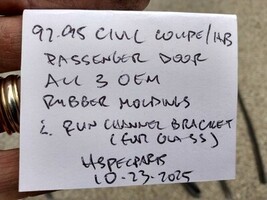 92-95 CIVIC COUPE/HB
PASSENGER DOOR
ALL 3 OEM
RUBBER MOLDINGS
& RUN CHANNEL BRACKET
(FOR GLASS)
HSPECPARTS
10-23-2025